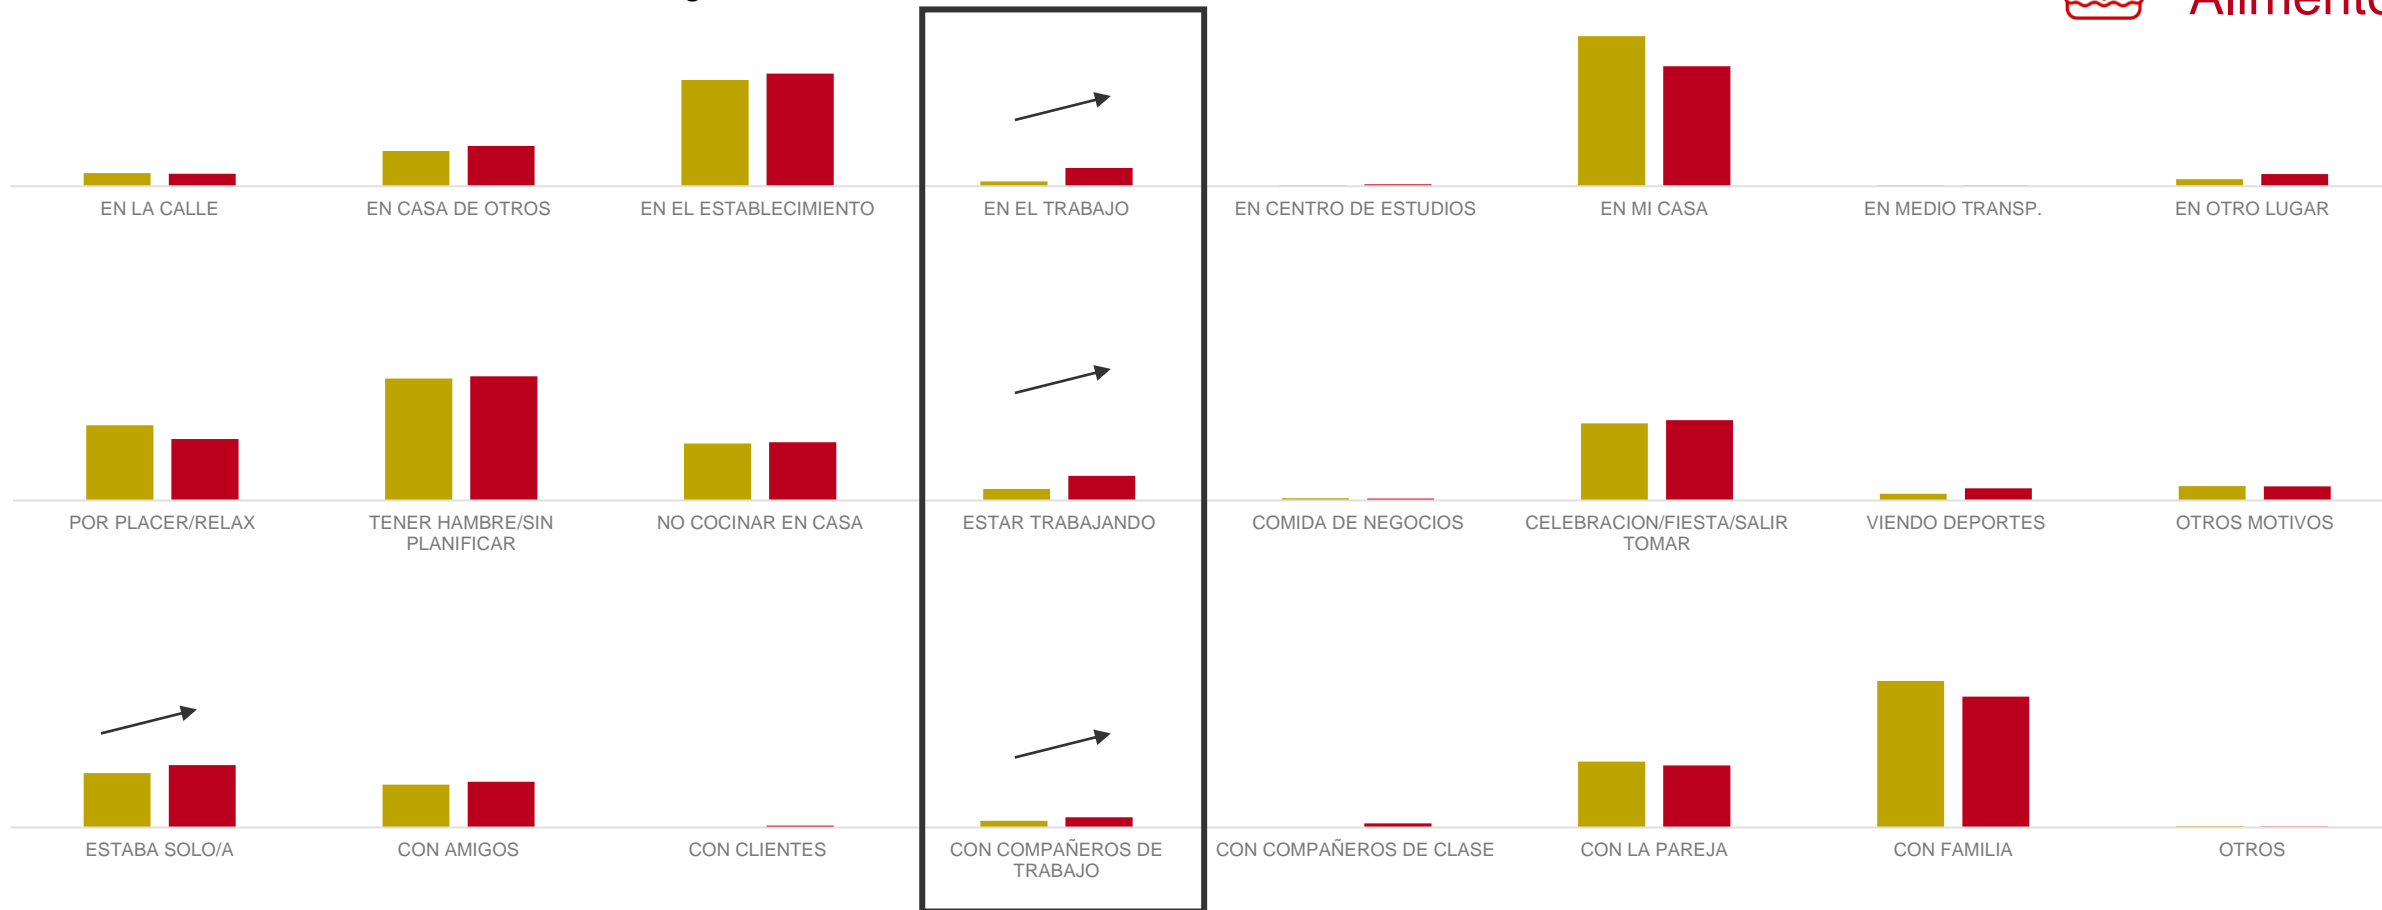 EN LA CALLE
EN CASA DE OTROS
EN EL ESTABLECIMIENTO
EN EL TRABAJO
EN CENTRO DE ESTUDIOS
EN MI CASA
EN MEDIO TRANSP.
EN OTRO LUGAR
POR PLACER/RELAX
TENER HAMBRE/SIN
PLANIFICAR
NO COCINAR EN CASA
ESTAR TRABAJANDO
COMIDA DE NEGOCIOS
CELEBRACION/FIESTA/SALIR
TOMAR
VIENDO DEPORTES
OTROS MOTIVOS
ESTABA SOLO/A
CON AMIGOS
CON CLIENTES
CON COMPAÑEROS DE
TRABAJO
CON COMPAÑEROS DE CLASE
CON LA PAREJA
CON FAMILIA
OTROS